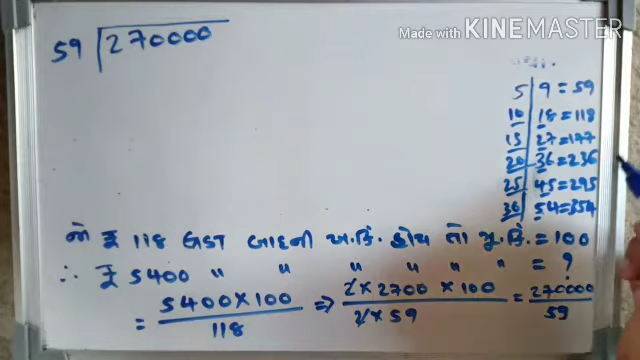 Made with KINEMASTER
59 | 270000
5 | 9 = 59
10 | 18 = 118
15 | 27 = 177
20 | 36 = 236
25 | 45 = 295
30 | 54 = 354
જો ₹ 118 GST બાદની અ.કિં. હોય તો મૂ.કિં. = 100
∴ ₹ 5400 " " " " " " = ?
= 5400 × 100 / 118 ⇒ 2 × 2700 × 100 / 2 × 59 = 270000 / 59